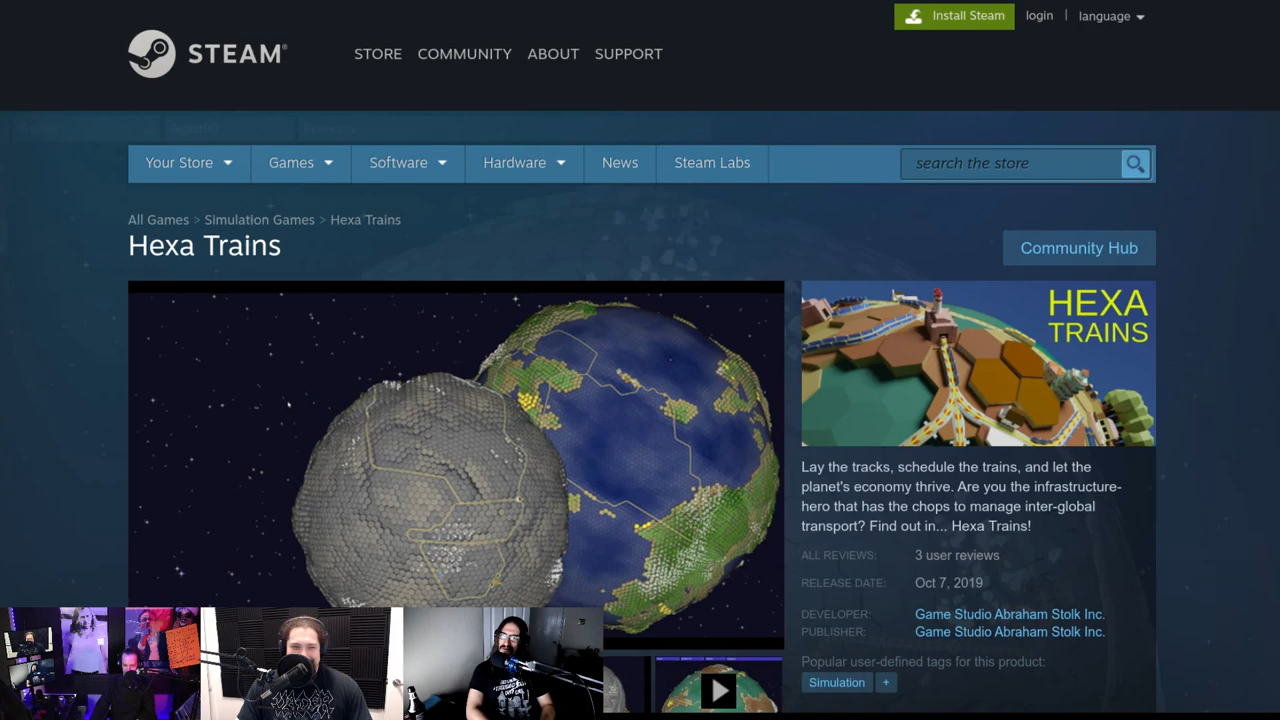 Install Steam
login
language
STEAM®
STORE
COMMUNITY
ABOUT
SUPPORT
Your Store
Games
Software
Hardware
News
Steam Labs
search the store
All Games > Simulation Games > Hexa Trains
Hexa Trains
Community Hub
HEXA
TRAINS
Lay the tracks, schedule the trains, and let the
planet's economy thrive. Are you the infrastructure-
hero that has the chops to manage inter-global
transport? Find out in... Hexa Trains!
ALL REVIEWS: 3 user reviews
RELEASE DATE: Oct 7, 2019
DEVELOPER: Game Studio Abraham Stolk Inc.
PUBLISHER: Game Studio Abraham Stolk Inc.
Popular user-defined tags for this product:
Simulation +